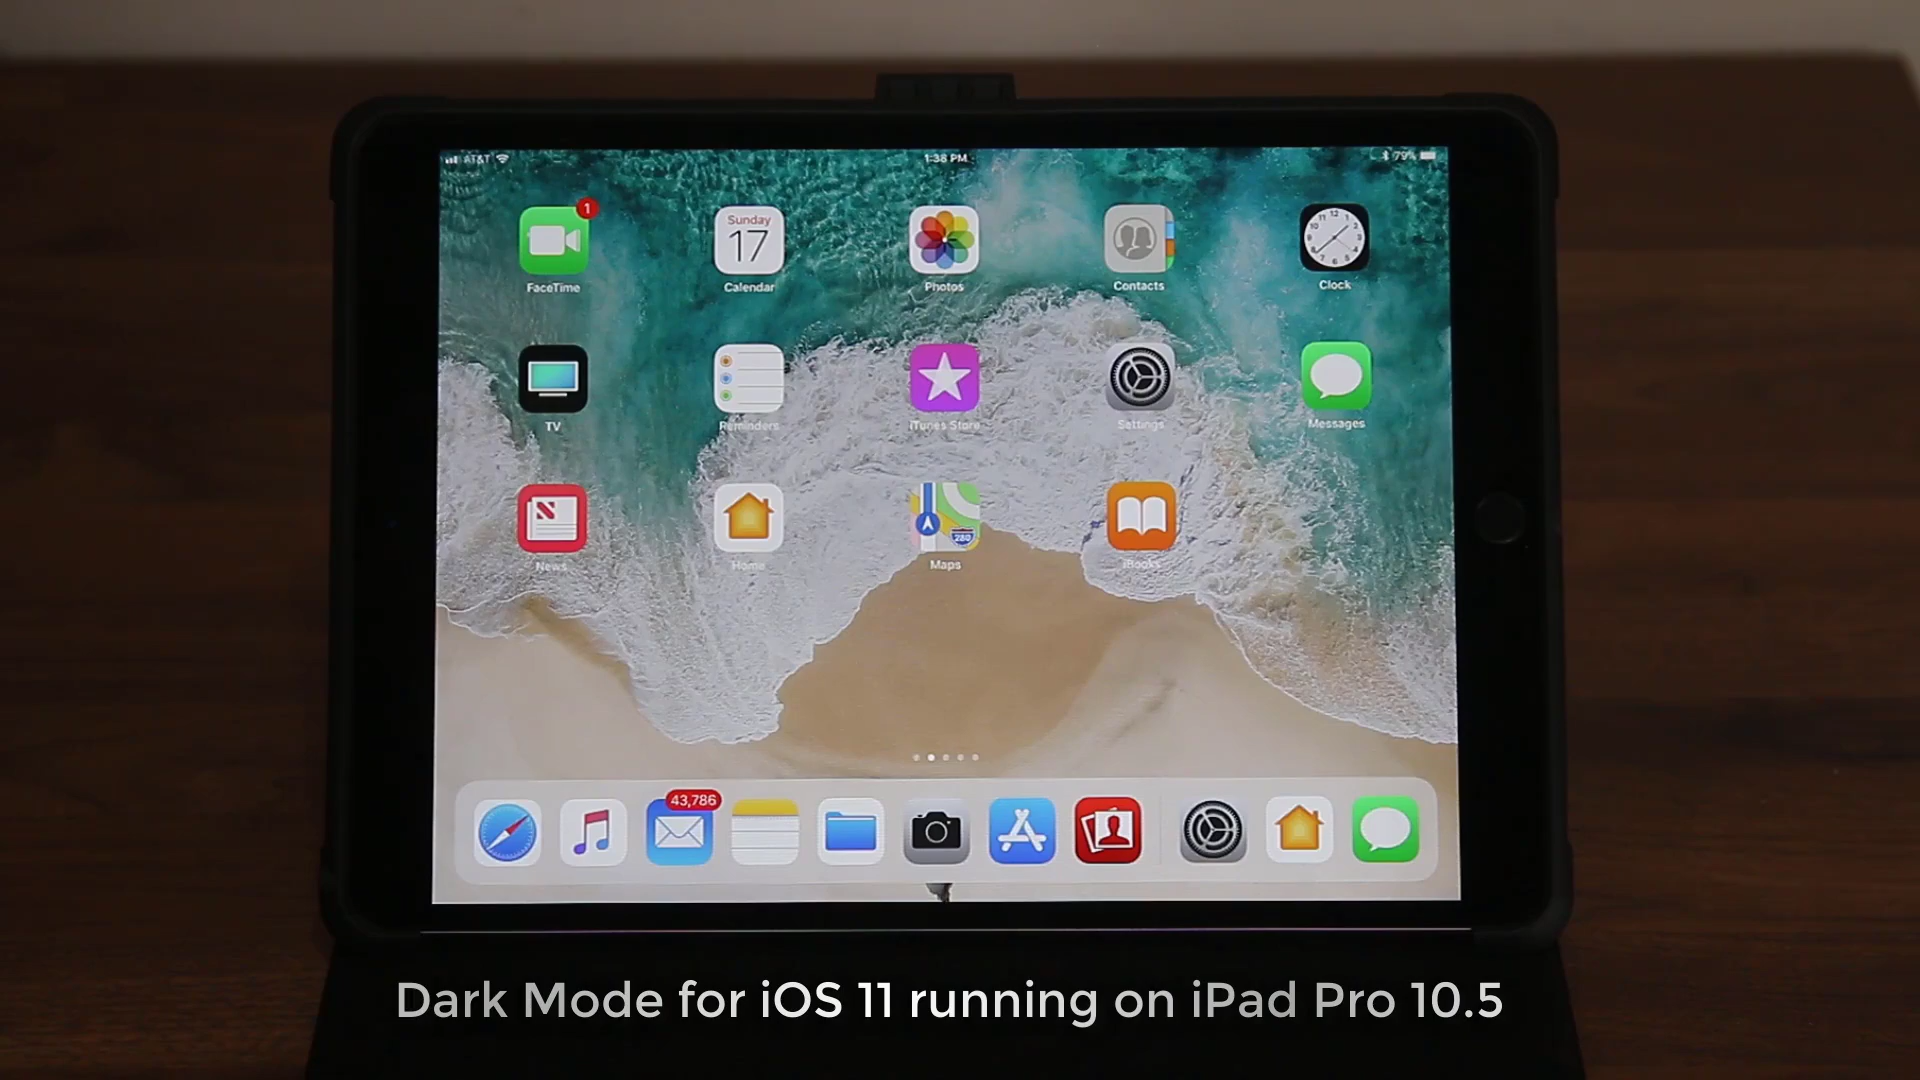 AT&T
1:38 PM
79%
1
Sunday
17
FaceTime
Calendar
Photos
Contacts
Clock
TV
Reminders
iTunes Store
Settings
Messages
280
News
Home
Maps
iBooks
43,786
Dark Mode for iOS 11 running on iPad Pro 10.5